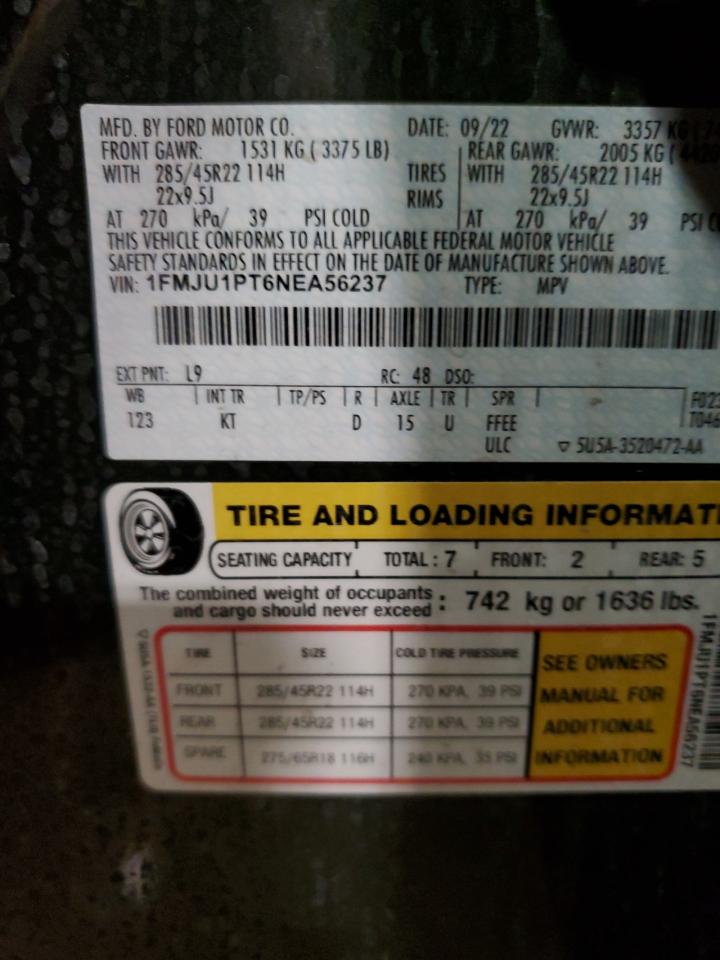 MFD. BY FORD MOTOR CO. DATE: 09/22 GVWR: 3357 KG
FRONT GAWR: 1531 KG ( 3375 LB) REAR GAWR: 2005 KG
WITH 285/45R22 114H TIRES WITH 285/45R22 114H
22x9.5J RIMS 22x9.5J
AT 270 kPa/ 39 PSI COLD AT 270 kPa/ 39 PSI
THIS VEHICLE CONFORMS TO ALL APPLICABLE FEDERAL MOTOR VEHICLE
SAFETY STANDARDS IN EFFECT ON THE DATE OF MANUFACTURE SHOWN ABOVE.
VIN: 1FMJU1PT6NEA56237 TYPE: MPV
EXT PNT: L9 RC: 48 DSO:
WB INT TR TP/PS R AXLE TR SPR
123 KT D 15 U FFEE
ULC ▽ 5U5A-3520472-AA
TIRE AND LOADING INFORMATI
SEATING CAPACITY TOTAL : 7 FRONT: 2 REAR: 5
The combined weight of occupants
and cargo should never exceed : 742 kg or 1636 lbs.
TIRE SIZE COLD TIRE PRESSURE
FRONT 285/45R22 114H 270 KPA, 39 PSI
REAR 285/45R22 114H 270 KPA, 39 PSI
SPARE 275/65R18 116H 240 KPA, 35 PSI
SEE OWNERS
MANUAL FOR
ADDITIONAL
INFORMATION
1FMJU1PT6NEA56237